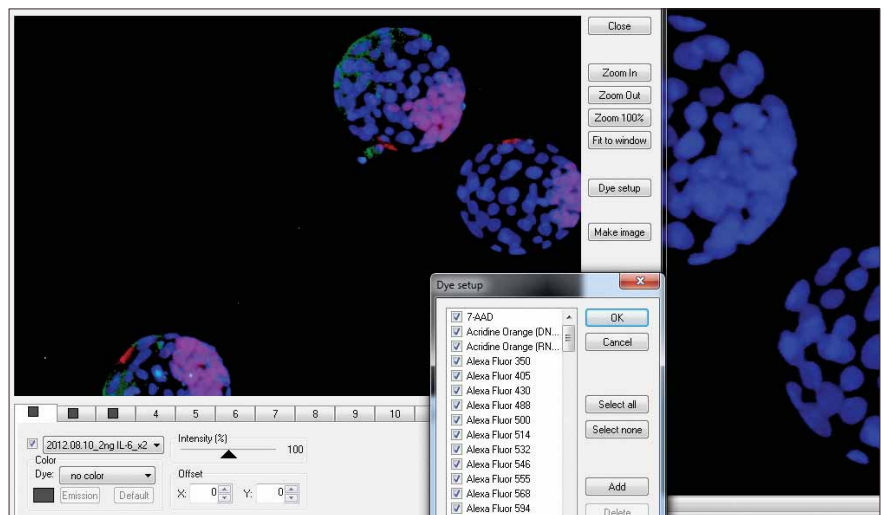 Close
Zoom In
Zoom Out
Zoom 100%
Fit to window
Dye setup
Make image
Dye setup
7-AAD
Acridine Orange (DN...
Acridine Orange (RN...
Alexa Fluor 350
Alexa Fluor 405
Alexa Fluor 430
Alexa Fluor 488
Alexa Fluor 500
Alexa Fluor 514
Alexa Fluor 532
Alexa Fluor 546
Alexa Fluor 555
Alexa Fluor 568
Alexa Fluor 594
OK
Cancel
Select all
Select none
Add
Delete
4 5 6 7 8 9 10
2012.08.10_2ng IL-6_x2
Intensity (%)
100
Color
Dye: no color
Emission Default
Offset
X: 0 Y: 0